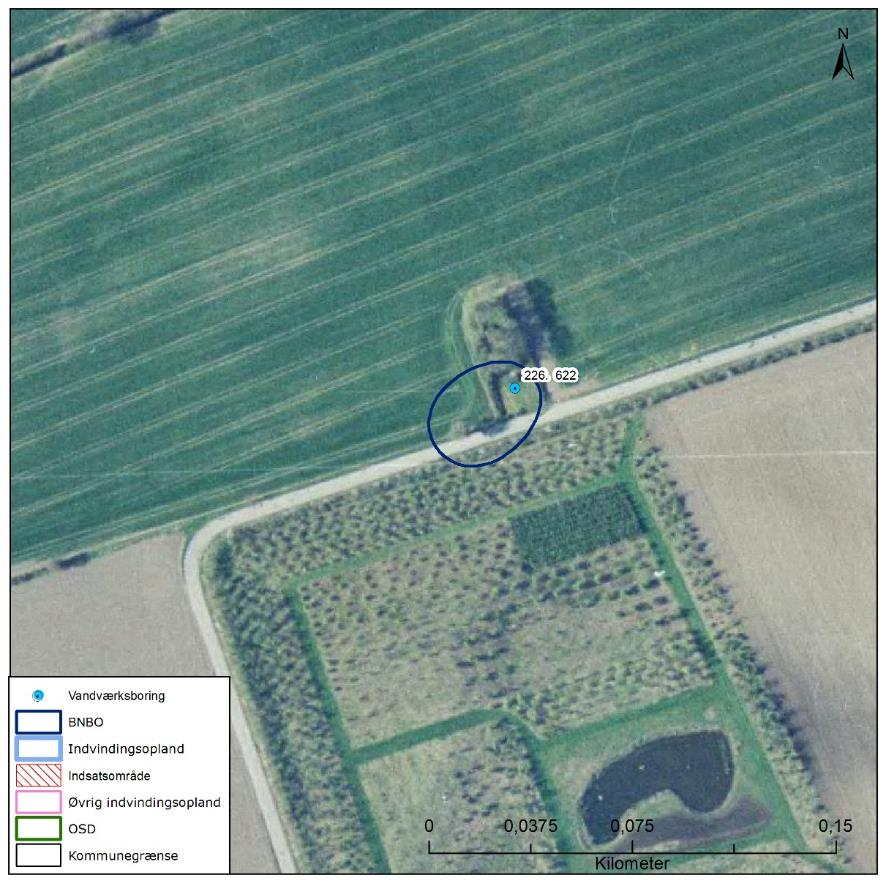 N
226. 622
Vandværksboring
BNBO
Indvindingsopland
Indsatsområde
Øvrig indvindingsopland
OSD
Kommunegrænse
0 0,0375 0,075 0,15
Kilometer